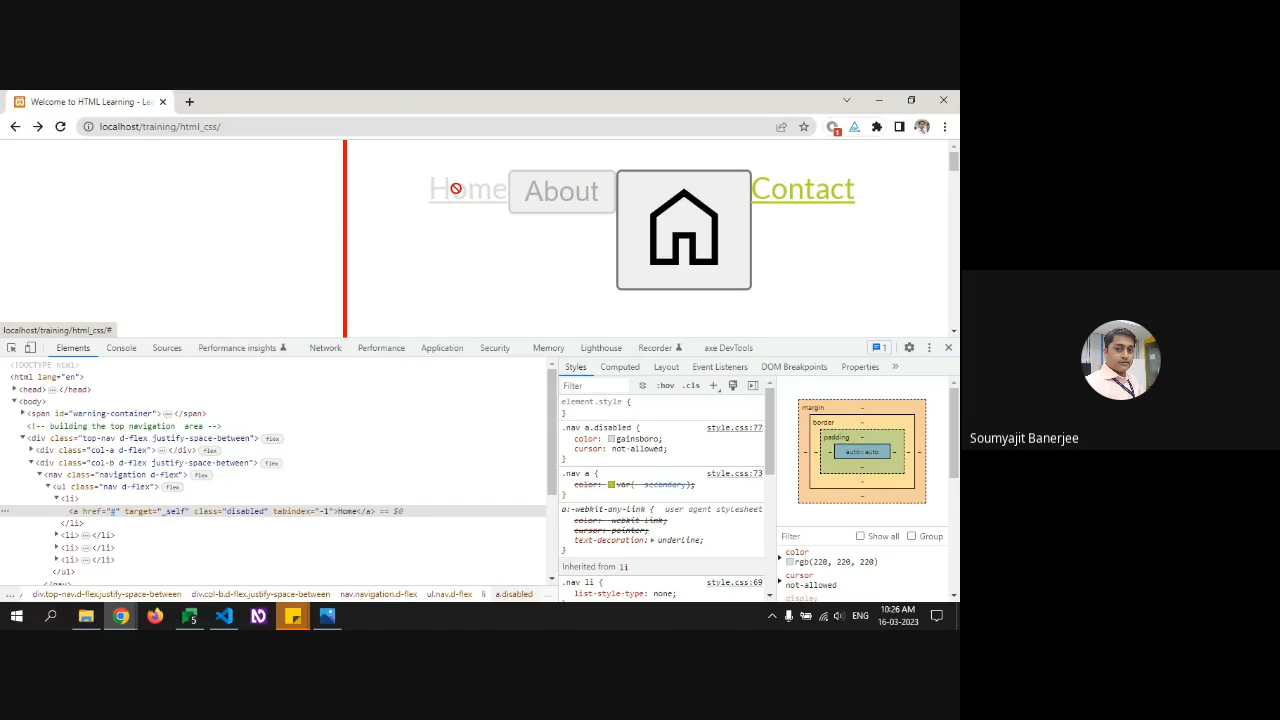 Welcome to HTML Learning - Le
localhost/training/html_css/
1
Home
About
Contact
localhost/training/html_css/#
Elements Console Sources Performance insights Network Performance Application Security Memory Lighthouse Recorder axe DevTools 1
<!DOCTYPE html>
<html lang="en">
<head>…</head>
<body>
<span id="warning-container">…</span>
<!-- building the top navigation area -->
<div class="top-nav d-flex justify-space-between"> flex
<div class="col-a d-flex">…</div> flex
<div class="col-b d-flex justify-space-between"> flex
<nav class="navigation d-flex"> flex
<ul class="nav d-flex"> flex
<li>
<a href="#" target="_self" class="disabled" tabindex="-1">Home</a> == $0
</li>
<li>…</li>
<li>…</li>
<li>…</li>
</ul>
</nav>
… div.top-nav.d-flex.justify-space-between div.col-b.d-flex.justify-space-between nav.navigation.d-flex ul.nav.d-flex li a.disabled …
Styles Computed Layout Event Listeners DOM Breakpoints Properties »
Filter :hov .cls +
element.style {
}
.nav a.disabled { style.css:77
color: gainsboro;
cursor: not-allowed;
}
.nav a { style.css:73
color: var(--secondary);
}
a:-webkit-any-link { user agent stylesheet
color: -webkit-link;
cursor: pointer;
text-decoration: underline;
}
Inherited from li
.nav li { style.css:69
list-style-type: none;
margin -
border -
padding -
auto×auto
Filter Show all Group
color
rgb(220, 220, 220)
cursor
not-allowed
display
ENG
10:26 AM
16-03-2023
Soumyajit Banerjee